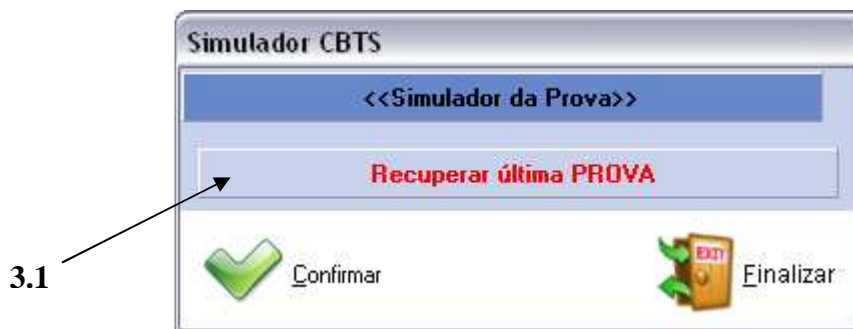 Simulador CBTS
<<Simulador da Prova>>
Recuperar última PROVA
3.1
Confirmar
EXIT
Finalizar